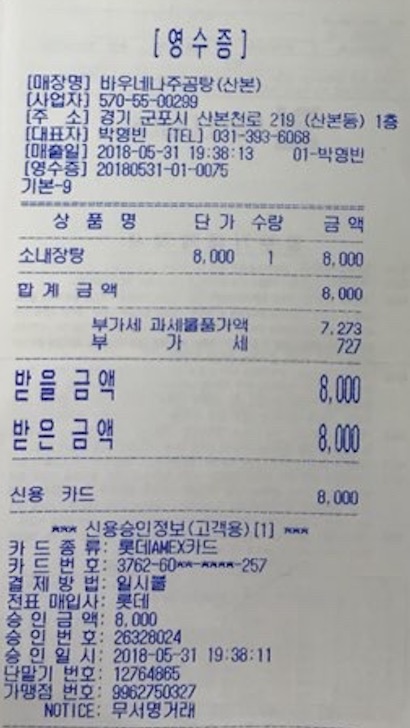 [영수증]
[매장명] 바우네나주곰탕(산본)
[사업자] 570-55-00299
[주 소] 경기 군포시 산본천로 219 (산본동) 1층
[대표자] 박영빈 [TEL] 031-393-6068
[매출일] 2018-05-31 19:38:13 01-박영빈
[영수증] 20180531-01-0075
기본-9
상 품 명 단 가 수량 금 액
소내장탕 8,000 1 8,000
합 계 금 액 8,000
부가세 과세물품가액 7,273
부 가 세 727
받을 금액 8,000
받은 금액 8,000
신용 카드 8,000
*** 신용승인정보(고객용)[1] ***
카 드 종 류: 롯데AMEX카드
카 드 번 호: 3762-60**-****-257
결 제 방 법: 일시불
전표 매입사: 롯데
승 인 금 액: 8,000
승 인 번 호: 26328024
승 인 일 시: 2018-05-31 19:38:11
단말기 번호: 12764865
가맹점 번호: 9962750327
NOTICE: 무서명거래